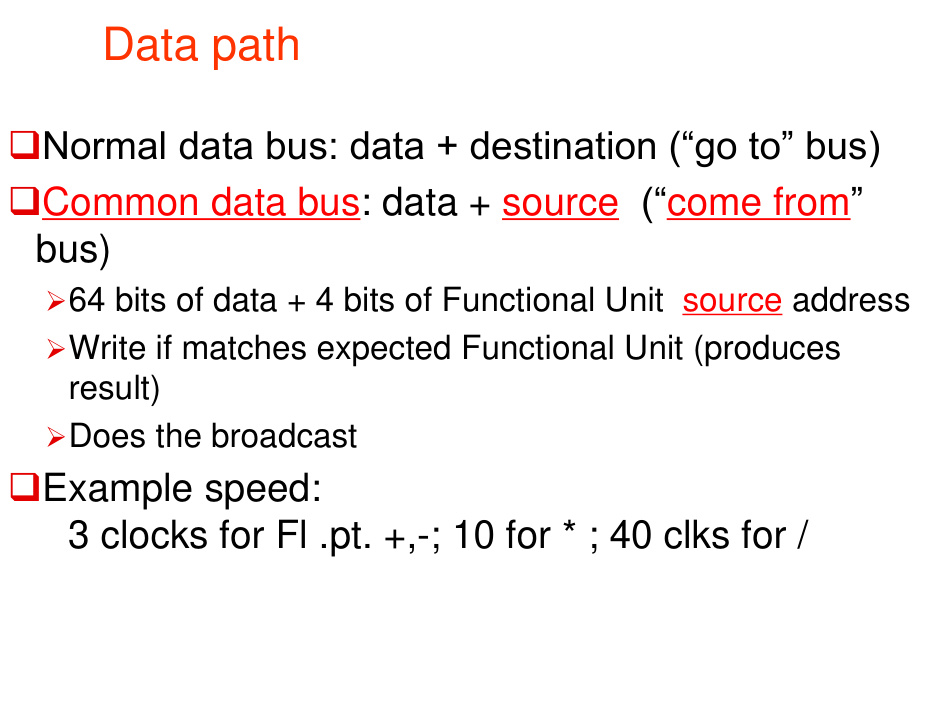 Data path
❑Normal data bus: data + destination (“go to” bus)
❑Common data bus: data + source (“come from”
bus)
➢64 bits of data + 4 bits of Functional Unit source address
➢Write if matches expected Functional Unit (produces
result)
➢Does the broadcast
❑Example speed:
3 clocks for Fl .pt. +,-; 10 for * ; 40 clks for /